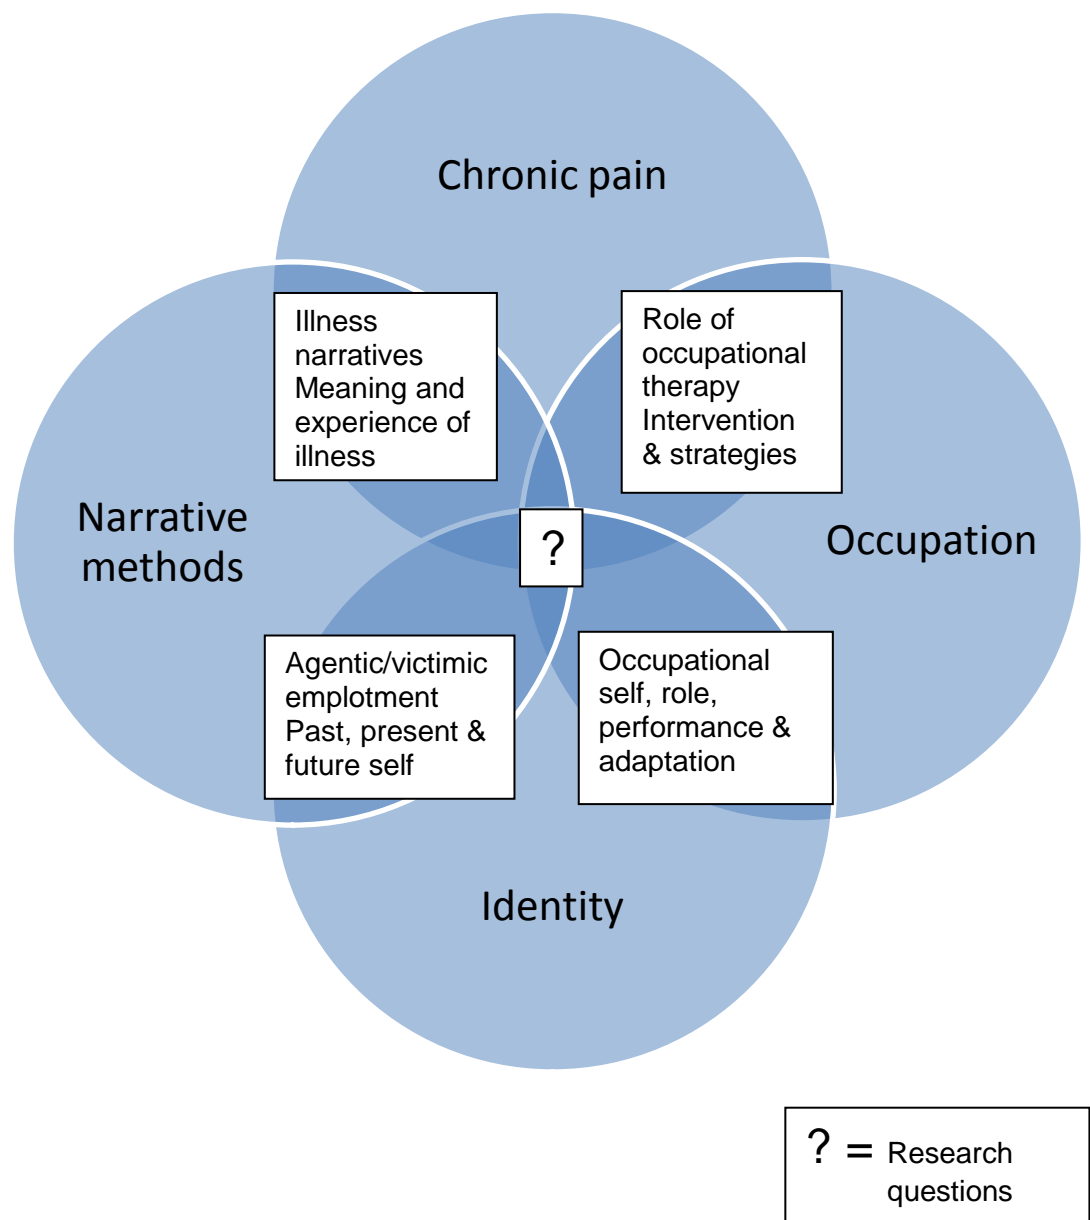 Chronic pain
Illness
narratives
Meaning and
experience of
illness
Role of
occupational
therapy
Intervention
& strategies
Narrative
methods
?
Occupation
Agentic/victimic
emplotment
Past, present &
future self
Occupational
self, role,
performance &
adaptation
Identity
? = Research
questions